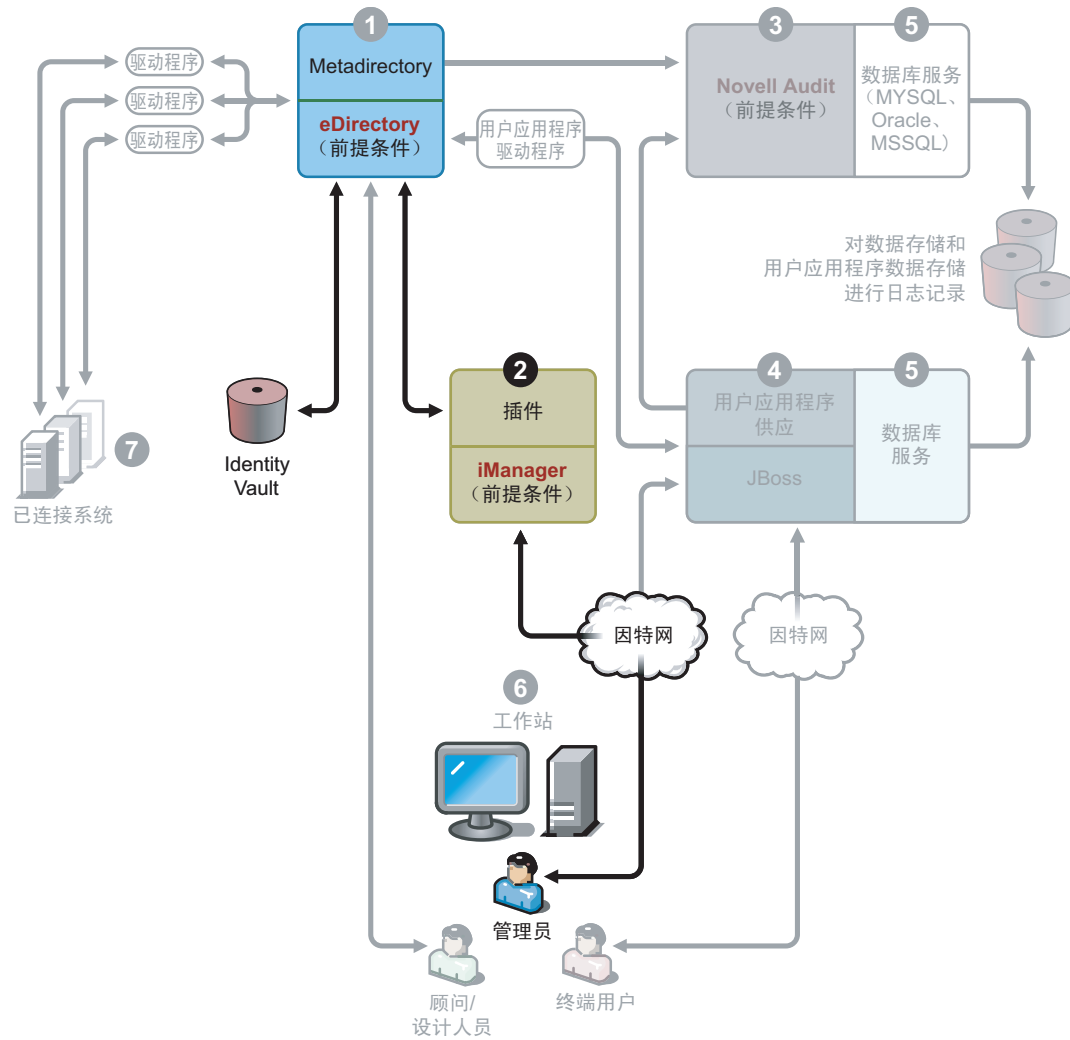 1
3
5
驱动程序
驱动程序
驱动程序
Metadirectory
eDirectory
（前提条件）
用户应用程序
驱动程序
Novell Audit
（前提条件）
数据库服务
（MYSQL、
Oracle、
MSSQL）
对数据存储和
用户应用程序数据存储
进行日志记录
2
插件
iManager
（前提条件）
4
5
用户应用程序
供应
JBoss
数据库
服务
Identity
Vault
7
已连接系统
因特网
因特网
6
工作站
管理员
顾问/
设计人员
终端用户